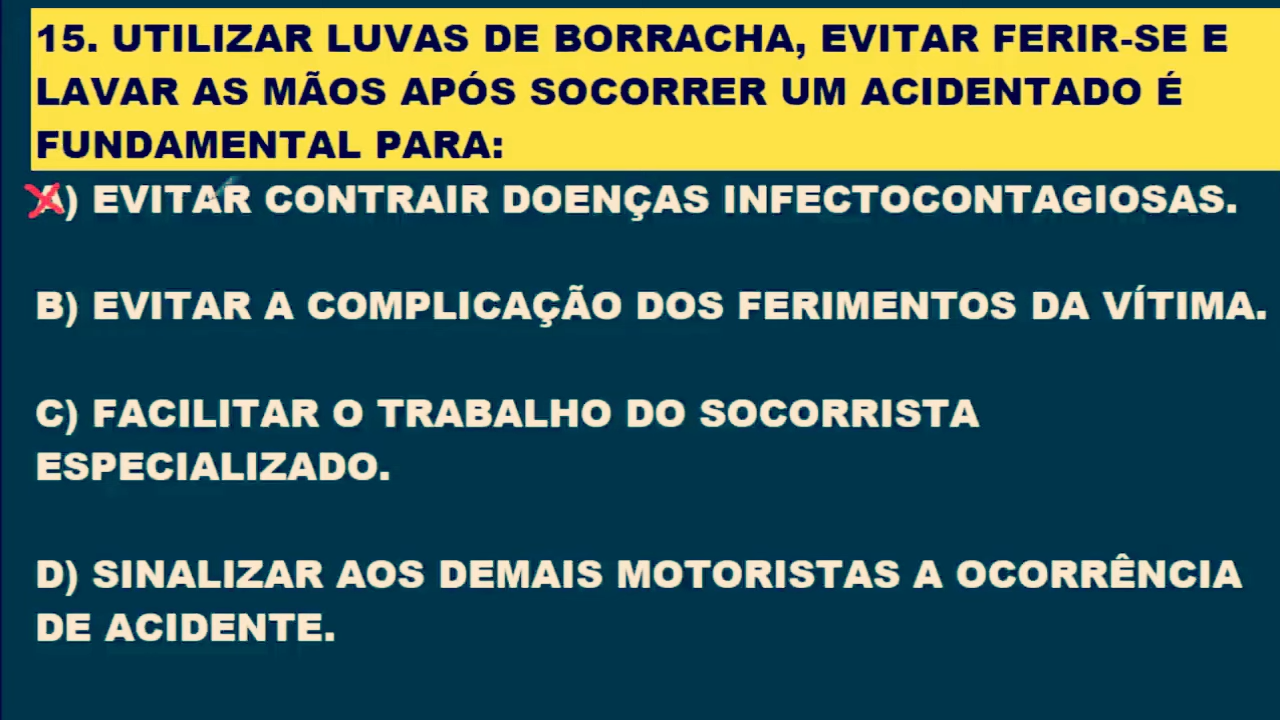 15. UTILIZAR LUVAS DE BORRACHA, EVITAR FERIR-SE E
LAVAR AS MÃOS APÓS SOCORRER UM ACIDENTADO É
FUNDAMENTAL PARA:
A) EVITAR CONTRAIR DOENÇAS INFECTOCONTAGIOSAS.
B) EVITAR A COMPLICAÇÃO DOS FERIMENTOS DA VÍTIMA.
C) FACILITAR O TRABALHO DO SOCORRISTA
ESPECIALIZADO.
D) SINALIZAR AOS DEMAIS MOTORISTAS A OCORRÊNCIA
DE ACIDENTE.